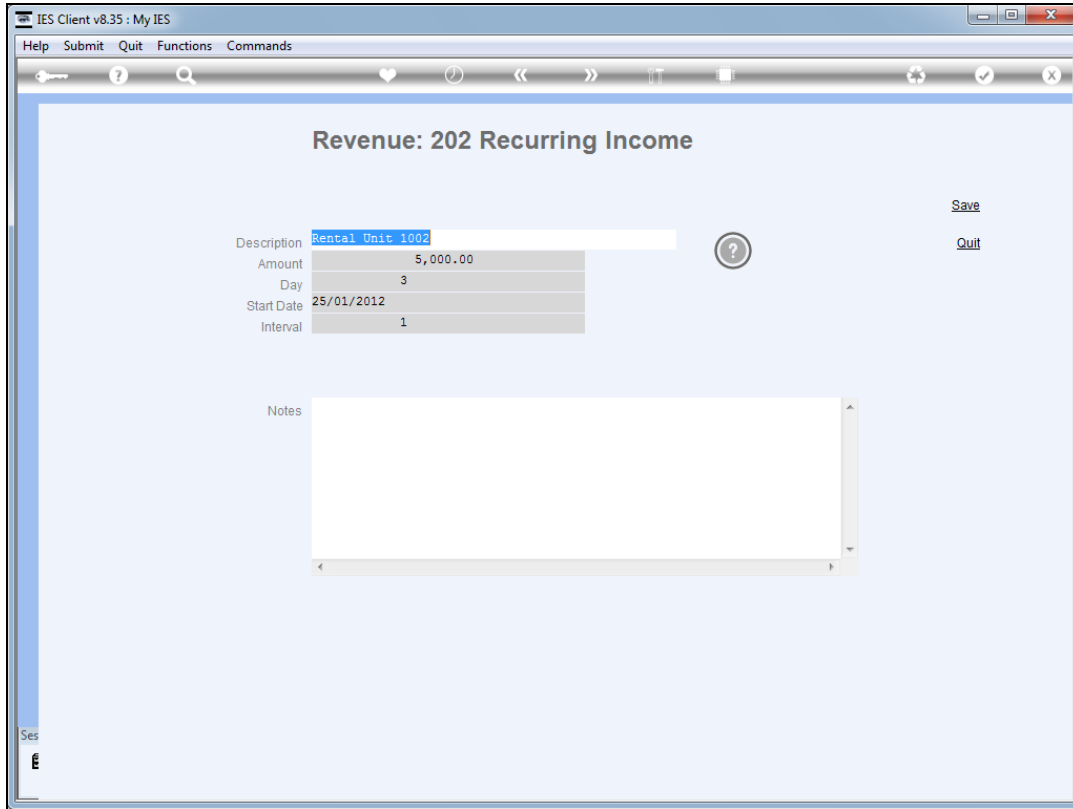 IES Client v8.35 : My IES
Help Submit Quit Functions Commands
Revenue: 202 Recurring Income
Save
Description Rental Unit 1002
Quit
Amount 5,000.00
Day 3
Start Date 25/01/2012
Interval 1
Notes
Ses